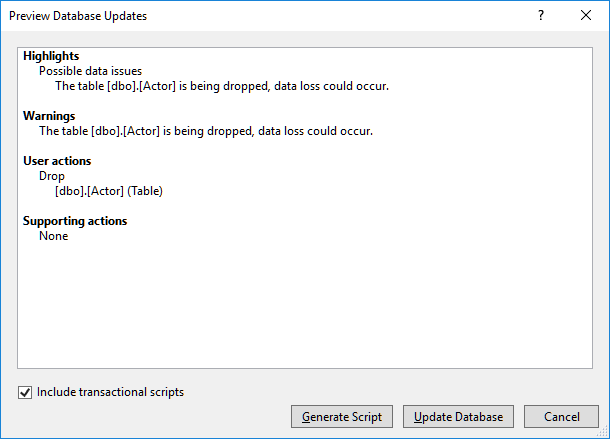 Preview Database Updates
?
Highlights
Possible data issues
The table [dbo].[Actor] is being dropped, data loss could occur.
Warnings
The table [dbo].[Actor] is being dropped, data loss could occur.
User actions
Drop
[dbo].[Actor] (Table)
Supporting actions
None
Include transactional scripts
Generate Script
Update Database
Cancel